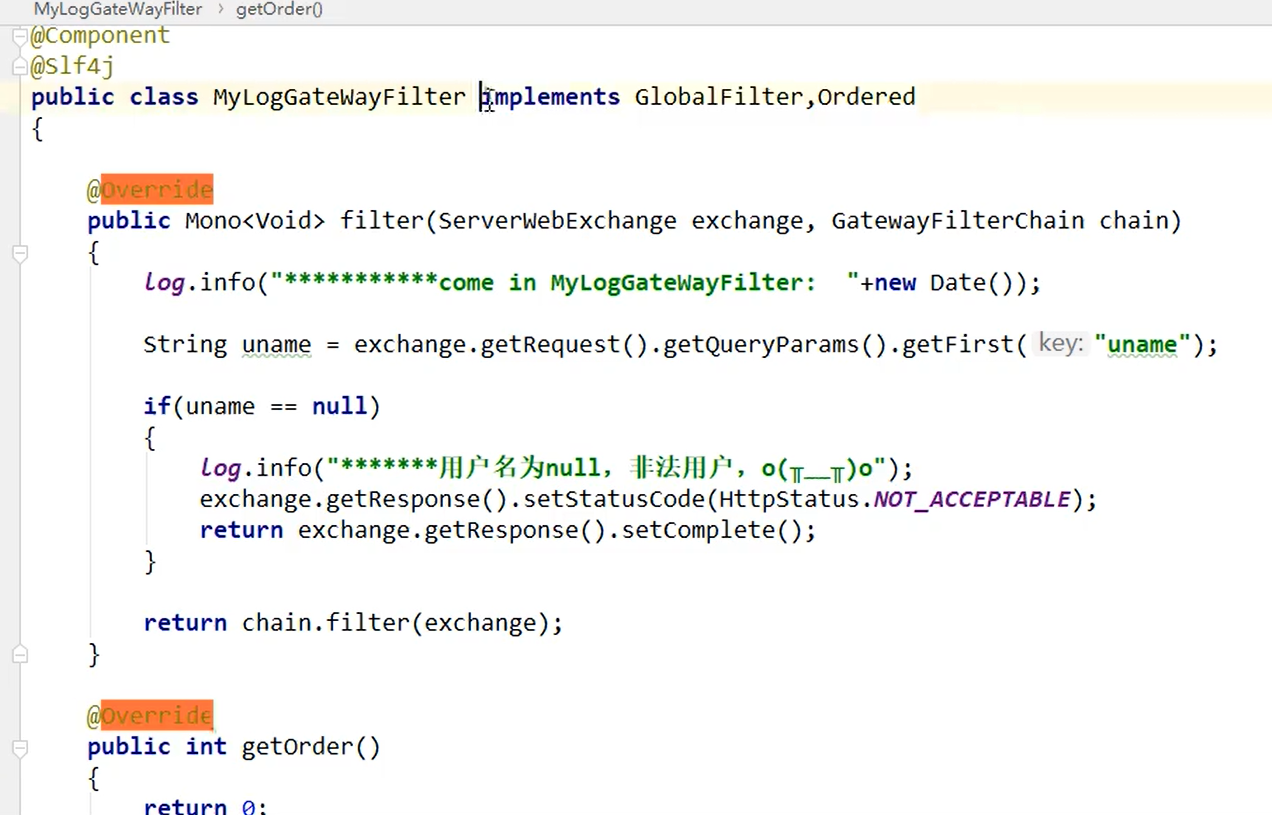 MyLogGateWayFilter › getOrder()
@Component
@Slf4j
public class MyLogGateWayFilter implements GlobalFilter,Ordered
{
@Override
public Mono<Void> filter(ServerWebExchange exchange, GatewayFilterChain chain)
{
log.info("***********come in MyLogGateWayFilter:  "+new Date());
String uname = exchange.getRequest().getQueryParams().getFirst( key: "uname");
if(uname == null)
{
log.info("*******用户名为null，非法用户，o(╥﹏╥)o");
exchange.getResponse().setStatusCode(HttpStatus.NOT_ACCEPTABLE);
return exchange.getResponse().setComplete();
}
return chain.filter(exchange);
}
@Override
public int getOrder()
{
return 0;